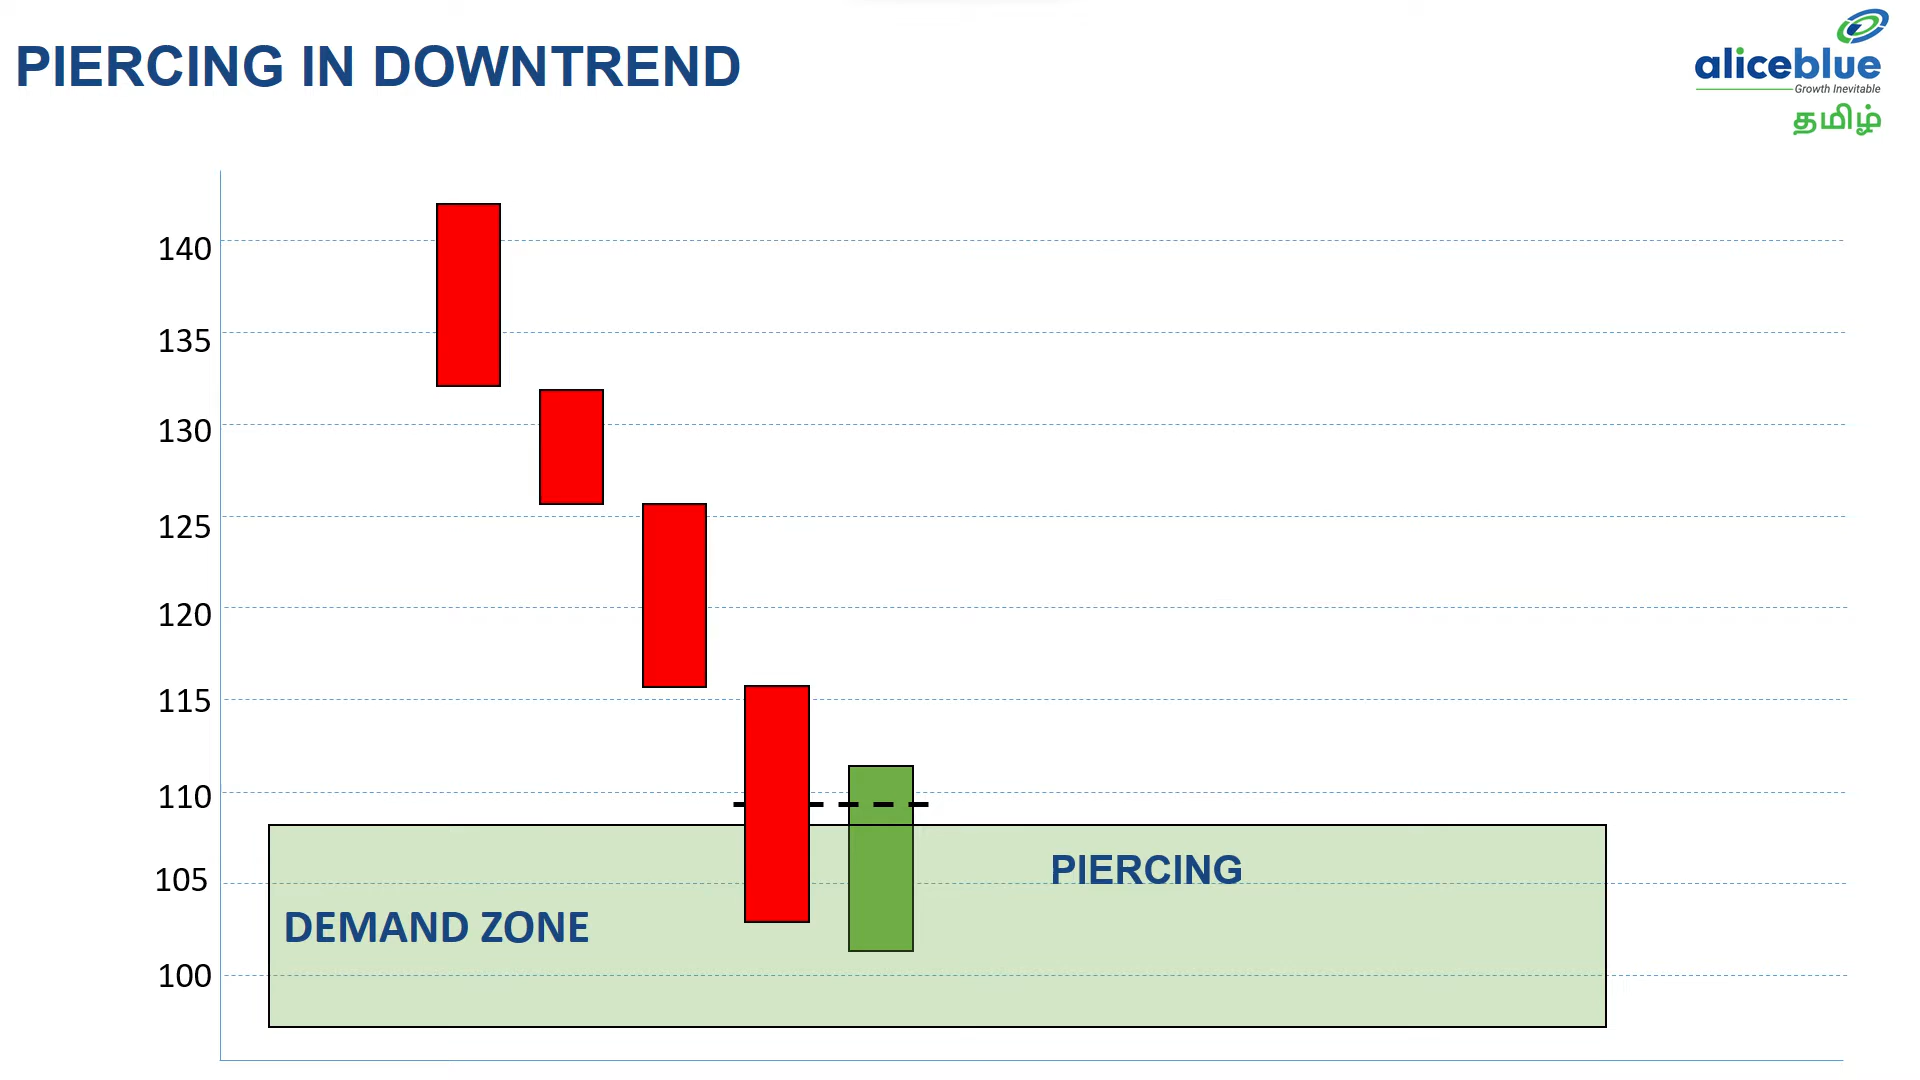 PIERCING IN DOWNTREND
aliceblue
Growth Inevitable
தமிழ்
140
135
130
125
120
115
110
105
100
PIERCING
DEMAND ZONE